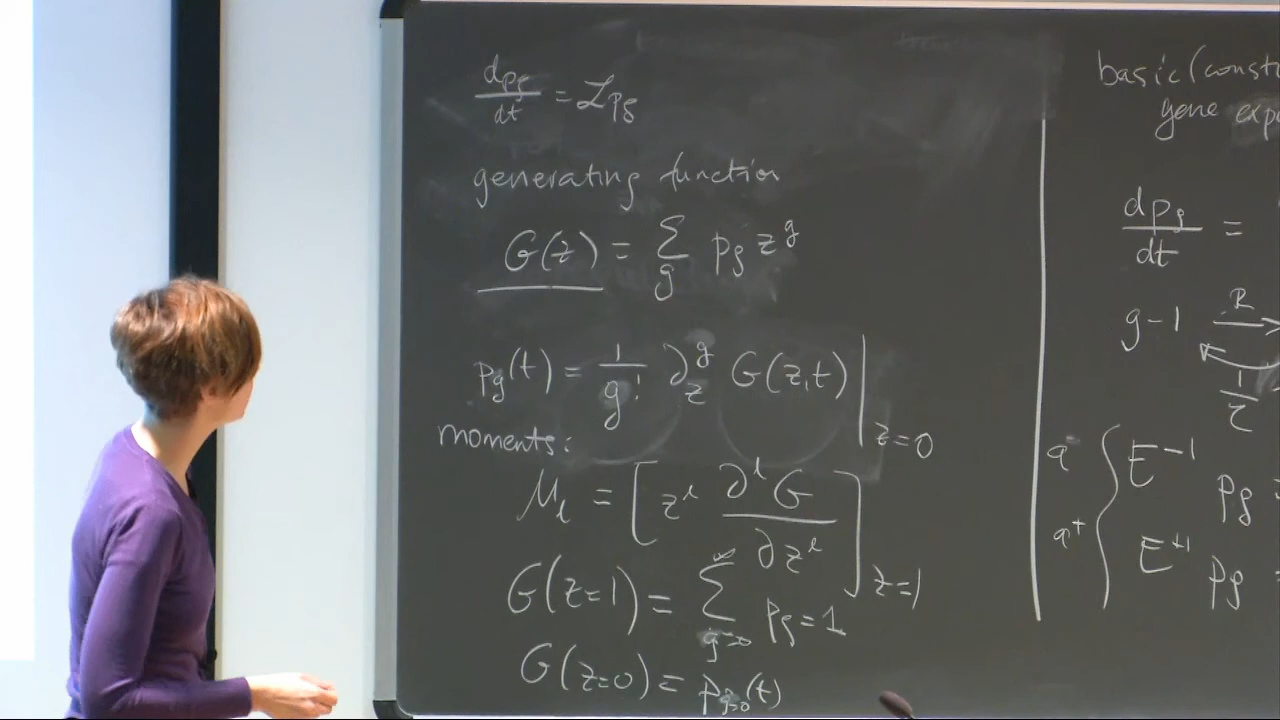 dp_g/dt = ℒp_g
generating function
G(z) = Σ_g p_g z^g
p_g(t) = 1/g! ∂_z^g G(z,t) |_{z=0}
moments:
M_ℓ = [ z^ℓ ∂^ℓ G / ∂z^ℓ ]_{z=1}
G(z=1) = Σ_{g=0}^∞ p_g = 1
G(z=0) = p_{g=0}(t)
basic (const
gene exp
dp_g/dt =
g-1 R
1/τ
a E^{-1} p_g =
a^+ E^{+1} p_g =